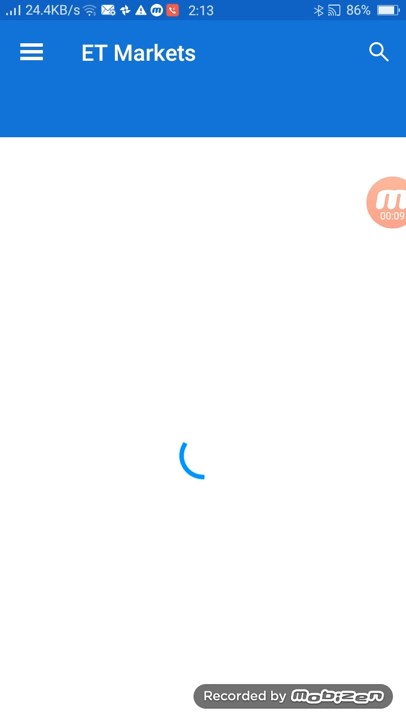 24.4KB/s 2:13 86%
ET Markets
m
00:09
Recorded by mobizen